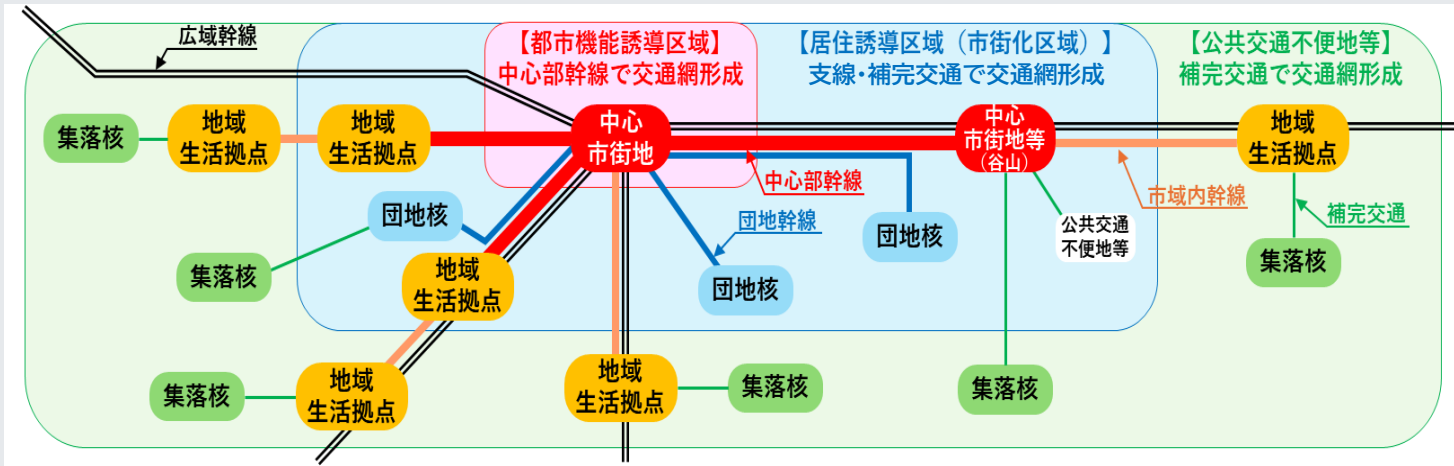 広域幹線
【都市機能誘導区域】
中心部幹線で交通網形成
【居住誘導区域（市街化区域）】
支線・補完交通で交通網形成
【公共交通不便地等】
補完交通で交通網形成
集落核
地域
生活拠点
地域
生活拠点
中心
市街地
中心
市街地等
（谷山）
地域
生活拠点
中心部幹線
市域内幹線
補完交通
団地核
団地幹線
団地核
公共交通
不便地等
集落核
集落核
地域
生活拠点
団地核
集落核
地域
生活拠点
地域
生活拠点
集落核
集落核